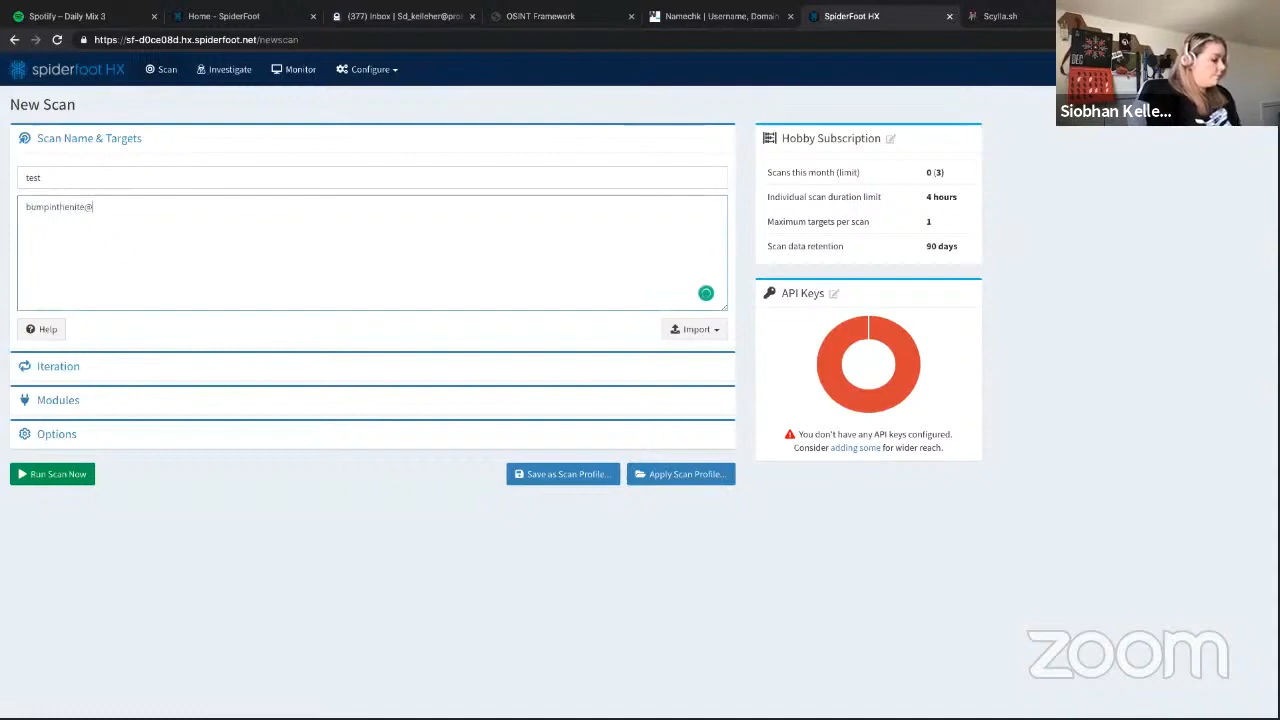 Spotify – Daily Mix 3
Home - SpiderFoot
(377) Inbox | Sd_kelleher@pro
OSINT Framework
Namechk | Username, Domain
SpiderFoot HX
Scylla.sh
https://sf-d0ce08d.hx.spiderfoot.net/newscan
spiderfoot HX
Scan
Investigate
Monitor
Configure
DEC
Siobhan Kelle...
New Scan
Scan Name & Targets
test
bumpinthenite@
Help
Import
Iteration
Modules
Options
Run Scan Now
Save as Scan Profile...
Apply Scan Profile...
Hobby Subscription
Scans this month (limit) 0 (3)
Individual scan duration limit 4 hours
Maximum targets per scan 1
Scan data retention 90 days
API Keys
You don't have any API keys configured.
Consider adding some for wider reach.
zoom